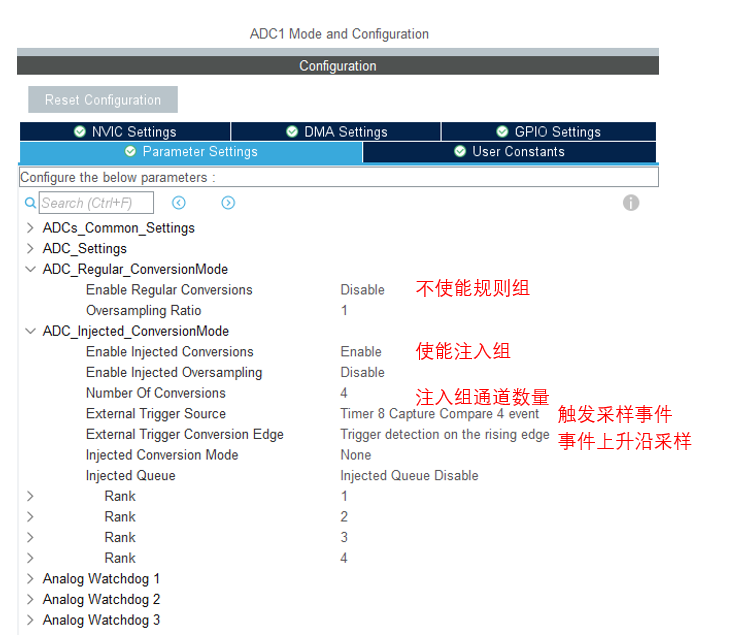 ADC1 Mode and Configuration
Configuration
Reset Configuration
NVIC Settings DMA Settings GPIO Settings
Parameter Settings User Constants
Configure the below parameters :
Search (Ctrl+F)
ADCs_Common_Settings
ADC_Settings
ADC_Regular_ConversionMode
Enable Regular Conversions Disable 不使能规则组
Oversampling Ratio 1
ADC_Injected_ConversionMode
Enable Injected Conversions Enable 使能注入组
Enable Injected Oversampling Disable
Number Of Conversions 4 注入组通道数量
External Trigger Source Timer 8 Capture Compare 4 event 触发采样事件
External Trigger Conversion Edge Trigger detection on the rising edge 事件上升沿采样
Injected Conversion Mode None
Injected Queue Injected Queue Disable
Rank 1
Rank 2
Rank 3
Rank 4
Analog Watchdog 1
Analog Watchdog 2
Analog Watchdog 3